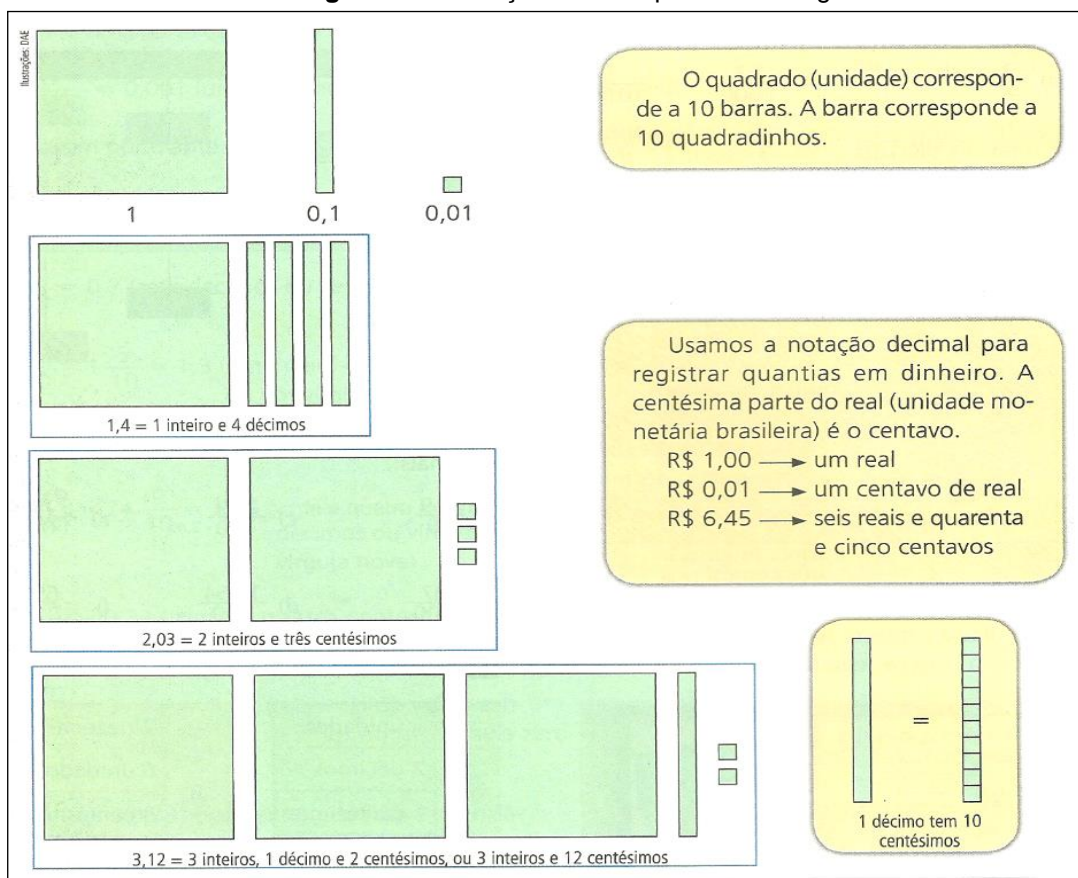 Ilustrações: DAE
1
0,1
0,01
O quadrado (unidade) correspon-
de a 10 barras. A barra corresponde a
10 quadradinhos.
1,4 = 1 inteiro e 4 décimos
Usamos a notação decimal para
registrar quantias em dinheiro. A
centésima parte do real (unidade mo-
netária brasileira) é o centavo.
R$ 1,00 → um real
R$ 0,01 → um centavo de real
R$ 6,45 → seis reais e quarenta
e cinco centavos
2,03 = 2 inteiros e três centésimos
3,12 = 3 inteiros, 1 décimo e 2 centésimos, ou 3 inteiros e 12 centésimos
=
1 décimo tem 10
centésimos